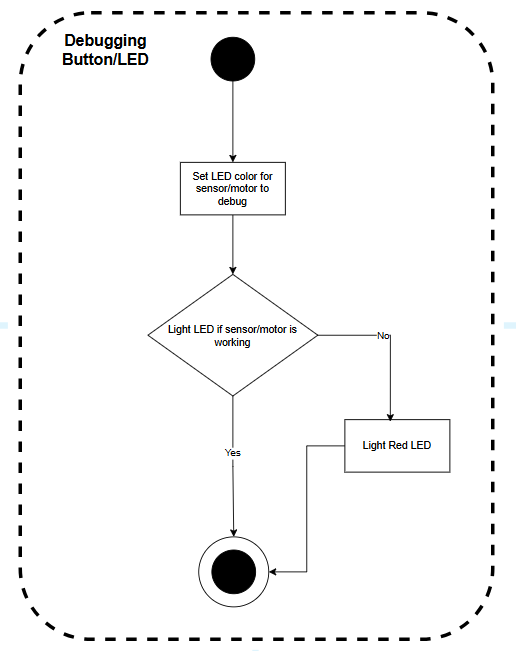 Debugging
Button/LED
Set LED color for
sensor/motor to
debug
Light LED if sensor/motor is
working
No
Light Red LED
Yes